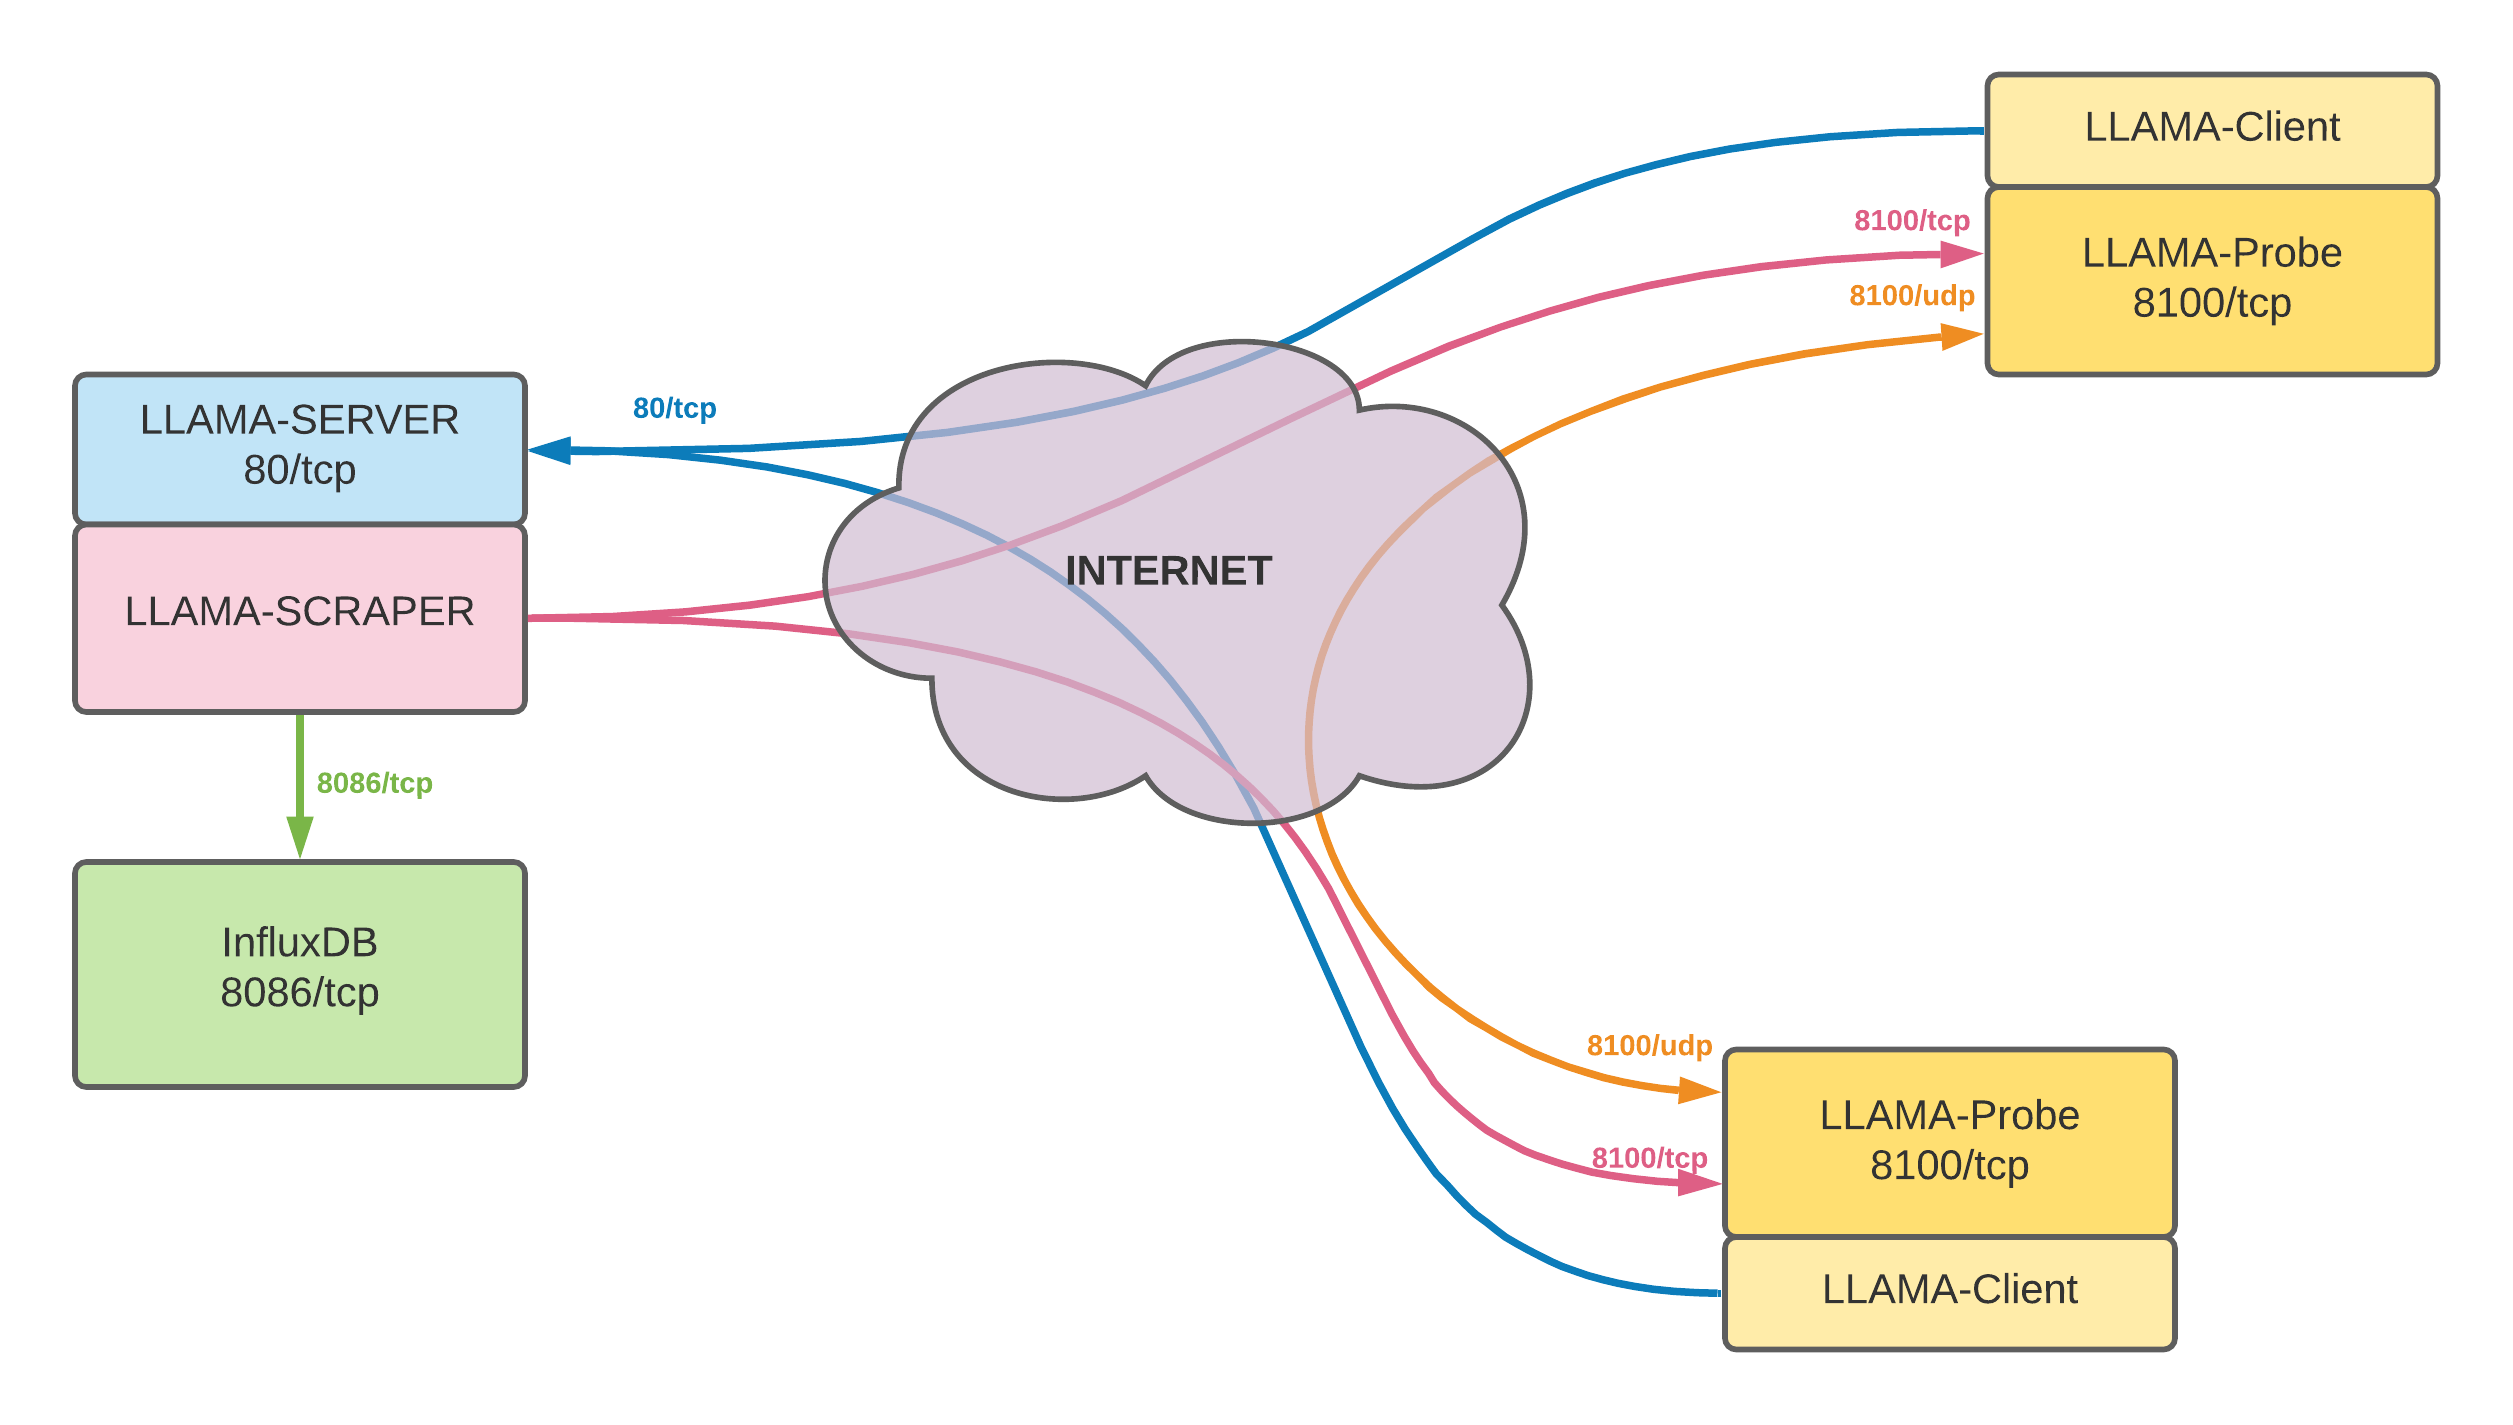 LLAMA-Client
8100/tcp
LLAMA-Probe
8100/tcp
8100/udp
LLAMA-SERVER
80/tcp
80/tcp
LLAMA-SCRAPER
INTERNET
8086/tcp
InfluxDB
8086/tcp
8100/udp
LLAMA-Probe
8100/tcp
8100/tcp
LLAMA-Client